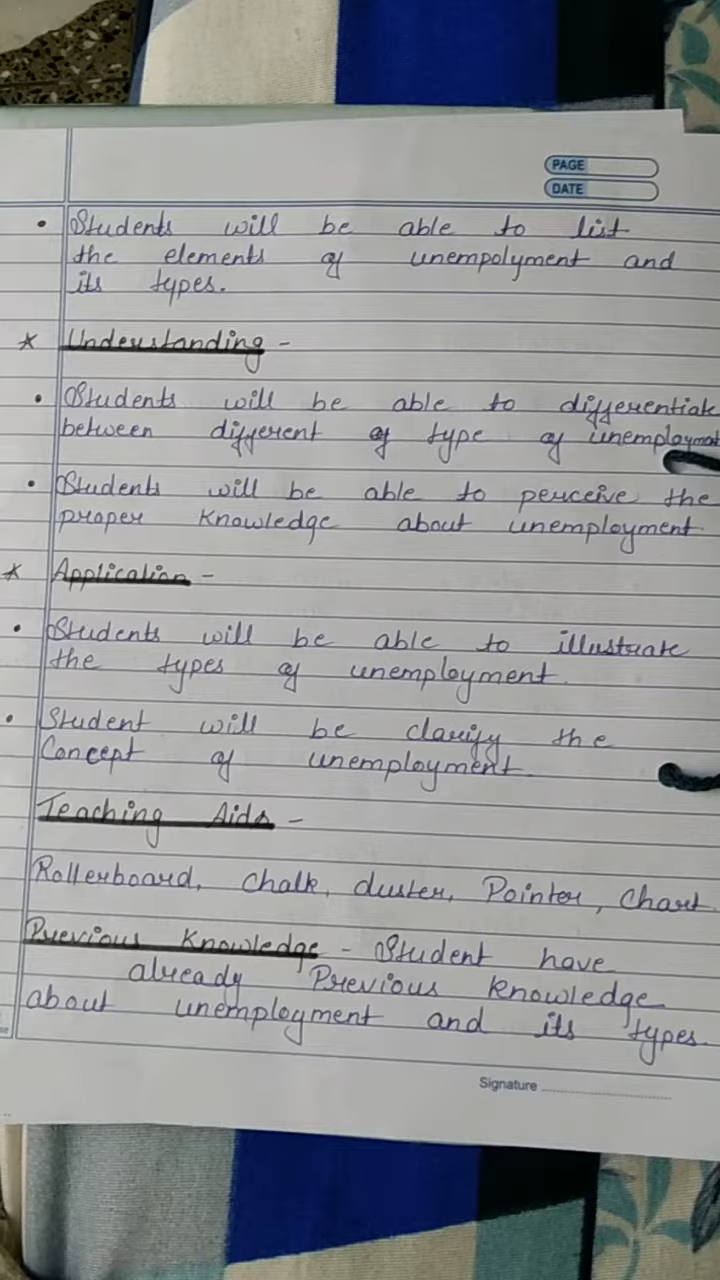 PAGE
DATE
• Students will be able to list
the elements of unempolyment and
its types.
* Understanding -
• Students will be able to differentiate
between different of type of unemployment
• Students will be able to perceive the
proper knowledge about unemployment
* Application -
• Students will be able to illustrate
the types of unemployment.
• Student will be clarify the
Concept of unemployment.
Teaching Aids -
Rollerboard, Chalk, duster, Pointer, Chart.
Previous Knowledge - Student have
already Previous knowledge
about unemployment and its types.
Signature